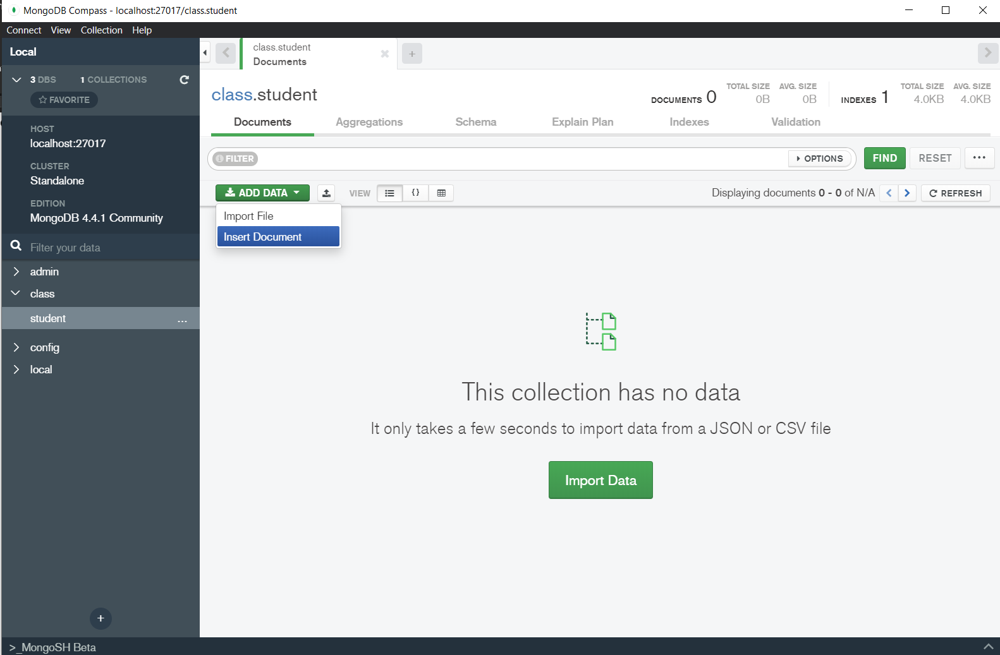 MongoDB Compass - localhost:27017/class.student
Connect View Collection Help
Local
3 DBS 1 COLLECTIONS
FAVORITE
HOST
localhost:27017
CLUSTER
Standalone
EDITION
MongoDB 4.4.1 Community
Filter your data
admin
class
student ...
config
local
+
>_MongoSH Beta
class.student
Documents
+
class.student
DOCUMENTS 0 TOTAL SIZE 0B AVG. SIZE 0B
INDEXES 1 TOTAL SIZE 4.0KB AVG. SIZE 4.0KB
Documents Aggregations Schema Explain Plan Indexes Validation
FILTER OPTIONS FIND RESET ...
ADD DATA VIEW {} Displaying documents 0 - 0 of N/A REFRESH
Import File
Insert Document
This collection has no data
It only takes a few seconds to import data from a JSON or CSV file
Import Data